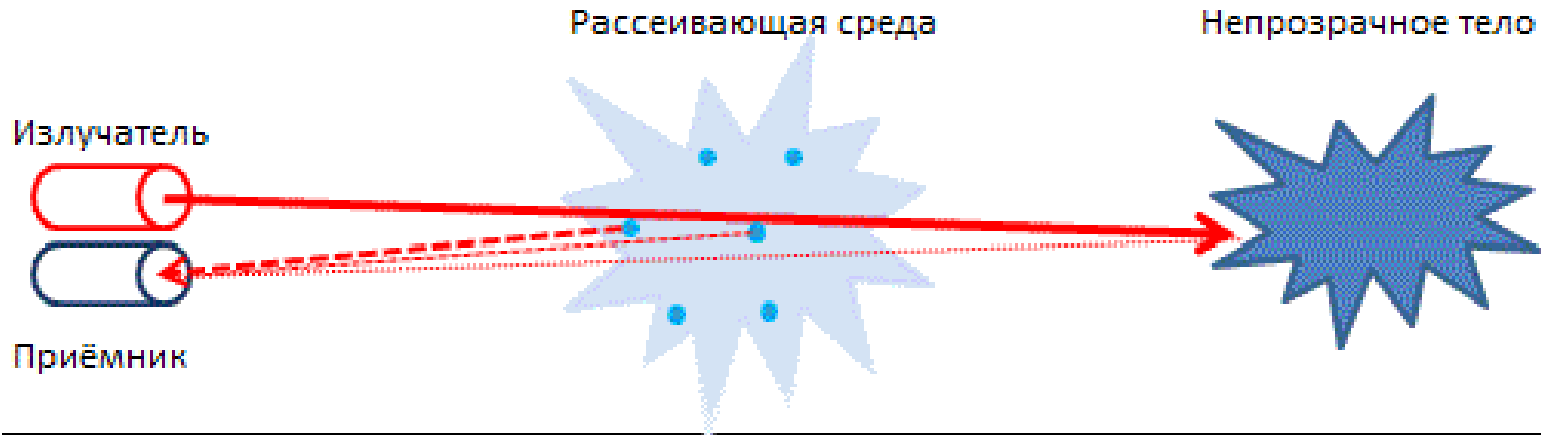 Рассеивающая среда
Непрозрачное тело
Излучатель
Приёмник